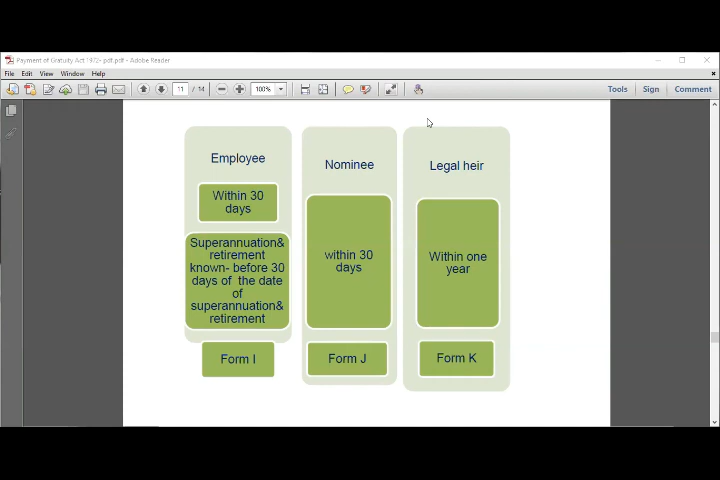 Payment of Gratuity Act 1972- pdf.pdf - Adobe Reader
File Edit View Window Help
11 / 14 100% Tools Sign Comment
Employee
Within 30
days
Superannuation&
retirement
known- before 30
days of the date
of
superannuation&
retirement
Form I
Nominee
within 30
days
Form J
Legal heir
Within one
year
Form K